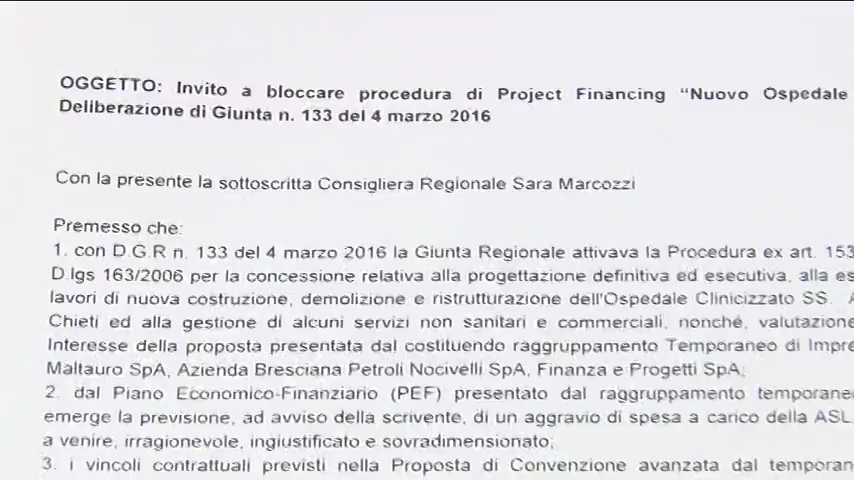 OGGETTO: Invito a bloccare procedura di Project Financing “Nuovo Ospedale
Deliberazione di Giunta n. 133 del 4 marzo 2016
Con la presente la sottoscritta Consigliera Regionale Sara Marcozzi
Premesso che:
1. con D.G.R n. 133 del 4 marzo 2016 la Giunta Regionale attivava la Procedura ex art. 153
D.lgs 163/2006 per la concessione relativa alla progettazione definitiva ed esecutiva, alla es
lavori di nuova costruzione, demolizione e ristrutturazione dell'Ospedale Clinicizzato SS. A
Chieti ed alla gestione di alcuni servizi non sanitari e commerciali, nonché, valutazione
Interesse della proposta presentata dal costituendo raggruppamento Temporaneo di Impre
Maltauro SpA, Azienda Bresciana Petroli Nocivelli SpA, Finanza e Progetti SpA;
2. dal Piano Economico-Finanziario (PEF) presentato dal raggruppamento temporane
emerge la previsione, ad avviso della scrivente, di un aggravio di spesa a carico della ASL
a venire, irragionevole, ingiustificato e sovradimensionato;
3. i vincoli contrattuali previsti nella Proposta di Convenzione avanzata dal temporan